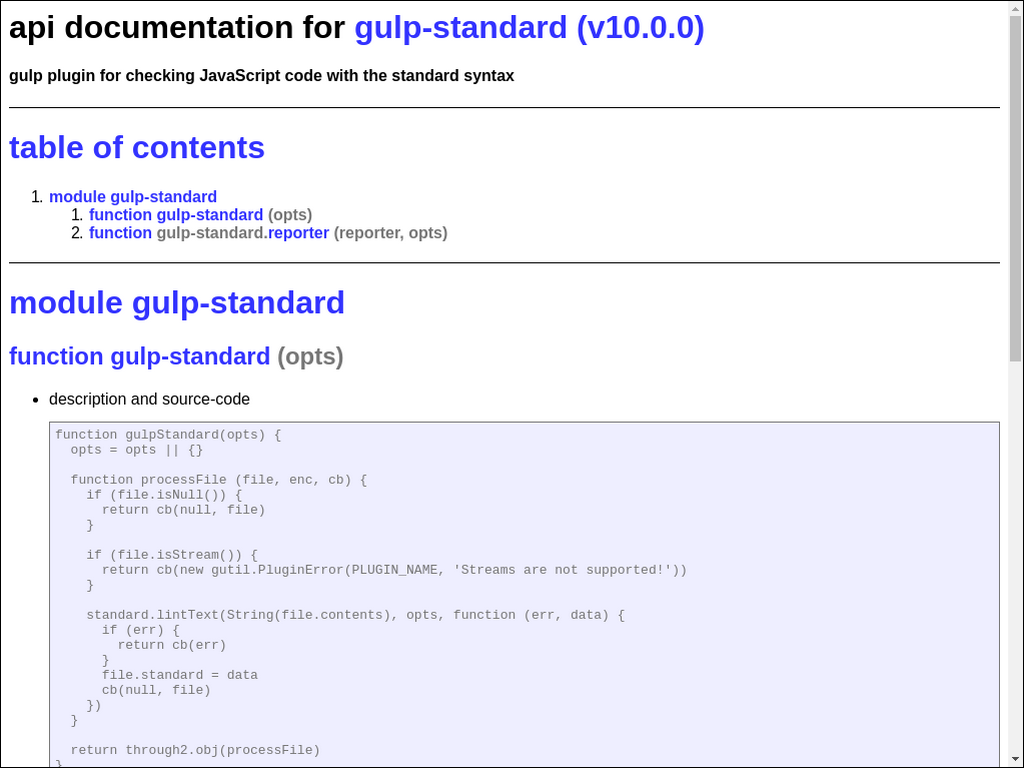 api documentation for gulp-standard (v10.0.0)
gulp plugin for checking JavaScript code with the standard syntax
table of contents
1. module gulp-standard
1. function gulp-standard (opts)
2. function gulp-standard.reporter (reporter, opts)
module gulp-standard
function gulp-standard (opts)
• description and source-code
function gulpStandard(opts) {
  opts = opts || {}
  function processFile (file, enc, cb) {
    if (file.isNull()) {
      return cb(null, file)
    }
    if (file.isStream()) {
      return cb(new gutil.PluginError(PLUGIN_NAME, 'Streams are not supported!'))
    }
    standard.lintText(String(file.contents), opts, function (err, data) {
      if (err) {
        return cb(err)
      }
      file.standard = data
      cb(null, file)
    })
  }
  return through2.obj(processFile)
}